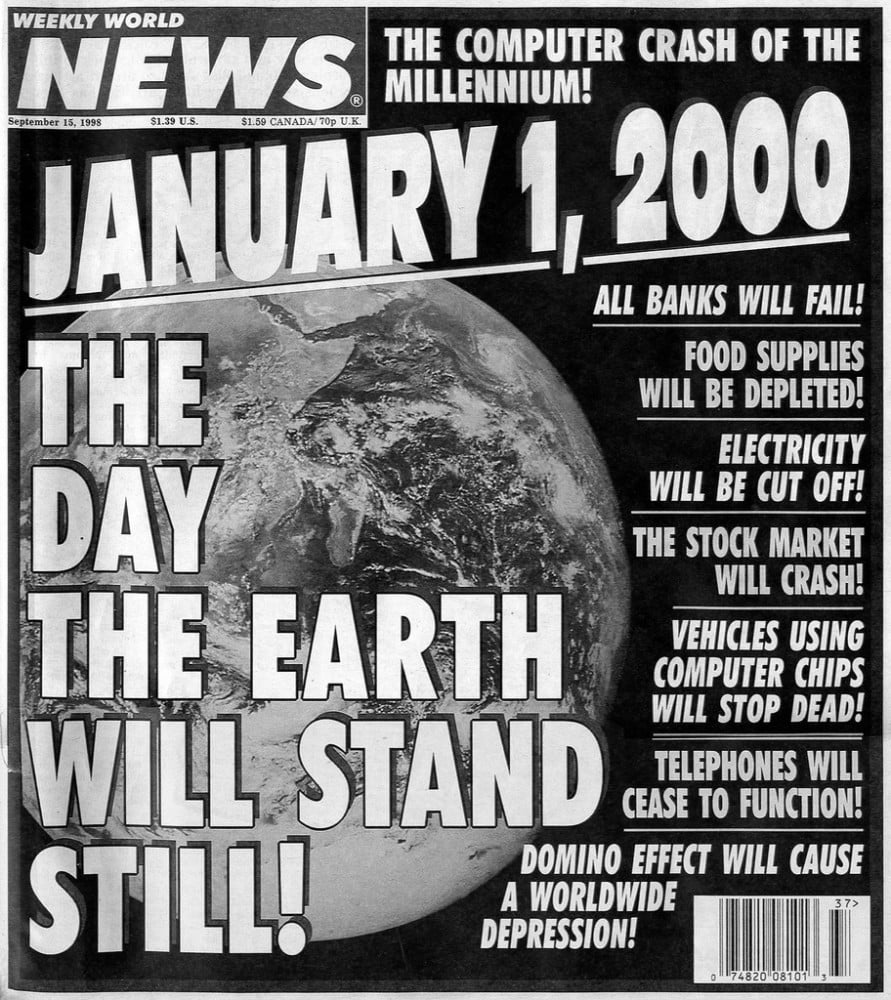 WEEKLY WORLD
NEWS®
September 15, 1998 $1.39 U.S. $1.59 CANADA/70p U.K.
THE COMPUTER CRASH OF THE
MILLENNIUM!
JANUARY 1, 2000
THE
DAY
THE EARTH
WILL STAND
STILL!
ALL BANKS WILL FAIL!
FOOD SUPPLIES
WILL BE DEPLETED!
ELECTRICITY
WILL BE CUT OFF!
THE STOCK MARKET
WILL CRASH!
VEHICLES USING
COMPUTER CHIPS
WILL STOP DEAD!
TELEPHONES WILL
CEASE TO FUNCTION!
DOMINO EFFECT WILL CAUSE
A WORLDWIDE
DEPRESSION!
37>
0 74820 08101 3